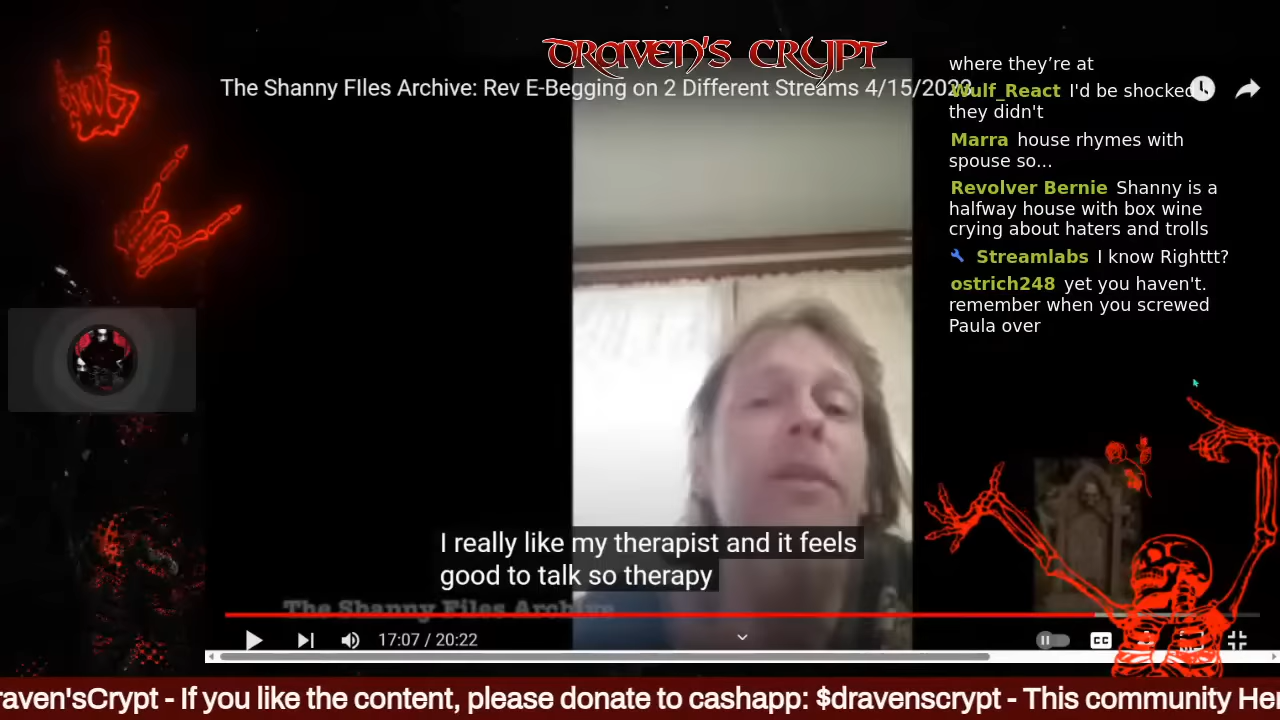 DRAVEN'S CRYPT
The Shanny FIles Archive: Rev E-Begging on 2 Different Streams 4/15/2023
where they're at
Wulf_React I'd be shocked
they didn't
Marra house rhymes with
spouse so...
Revolver Bernie Shanny is a
halfway house with box wine
crying about haters and trolls
Streamlabs I know Righttt?
ostrich248 yet you haven't.
remember when you screwed
Paula over
I really like my therapist and it feels
good to talk so therapy
The Shanny Files Archive
17:07 / 20:22
CC
raven'sCrypt - If you like the content, please donate to cashapp: $dravenscrypt - This community Her